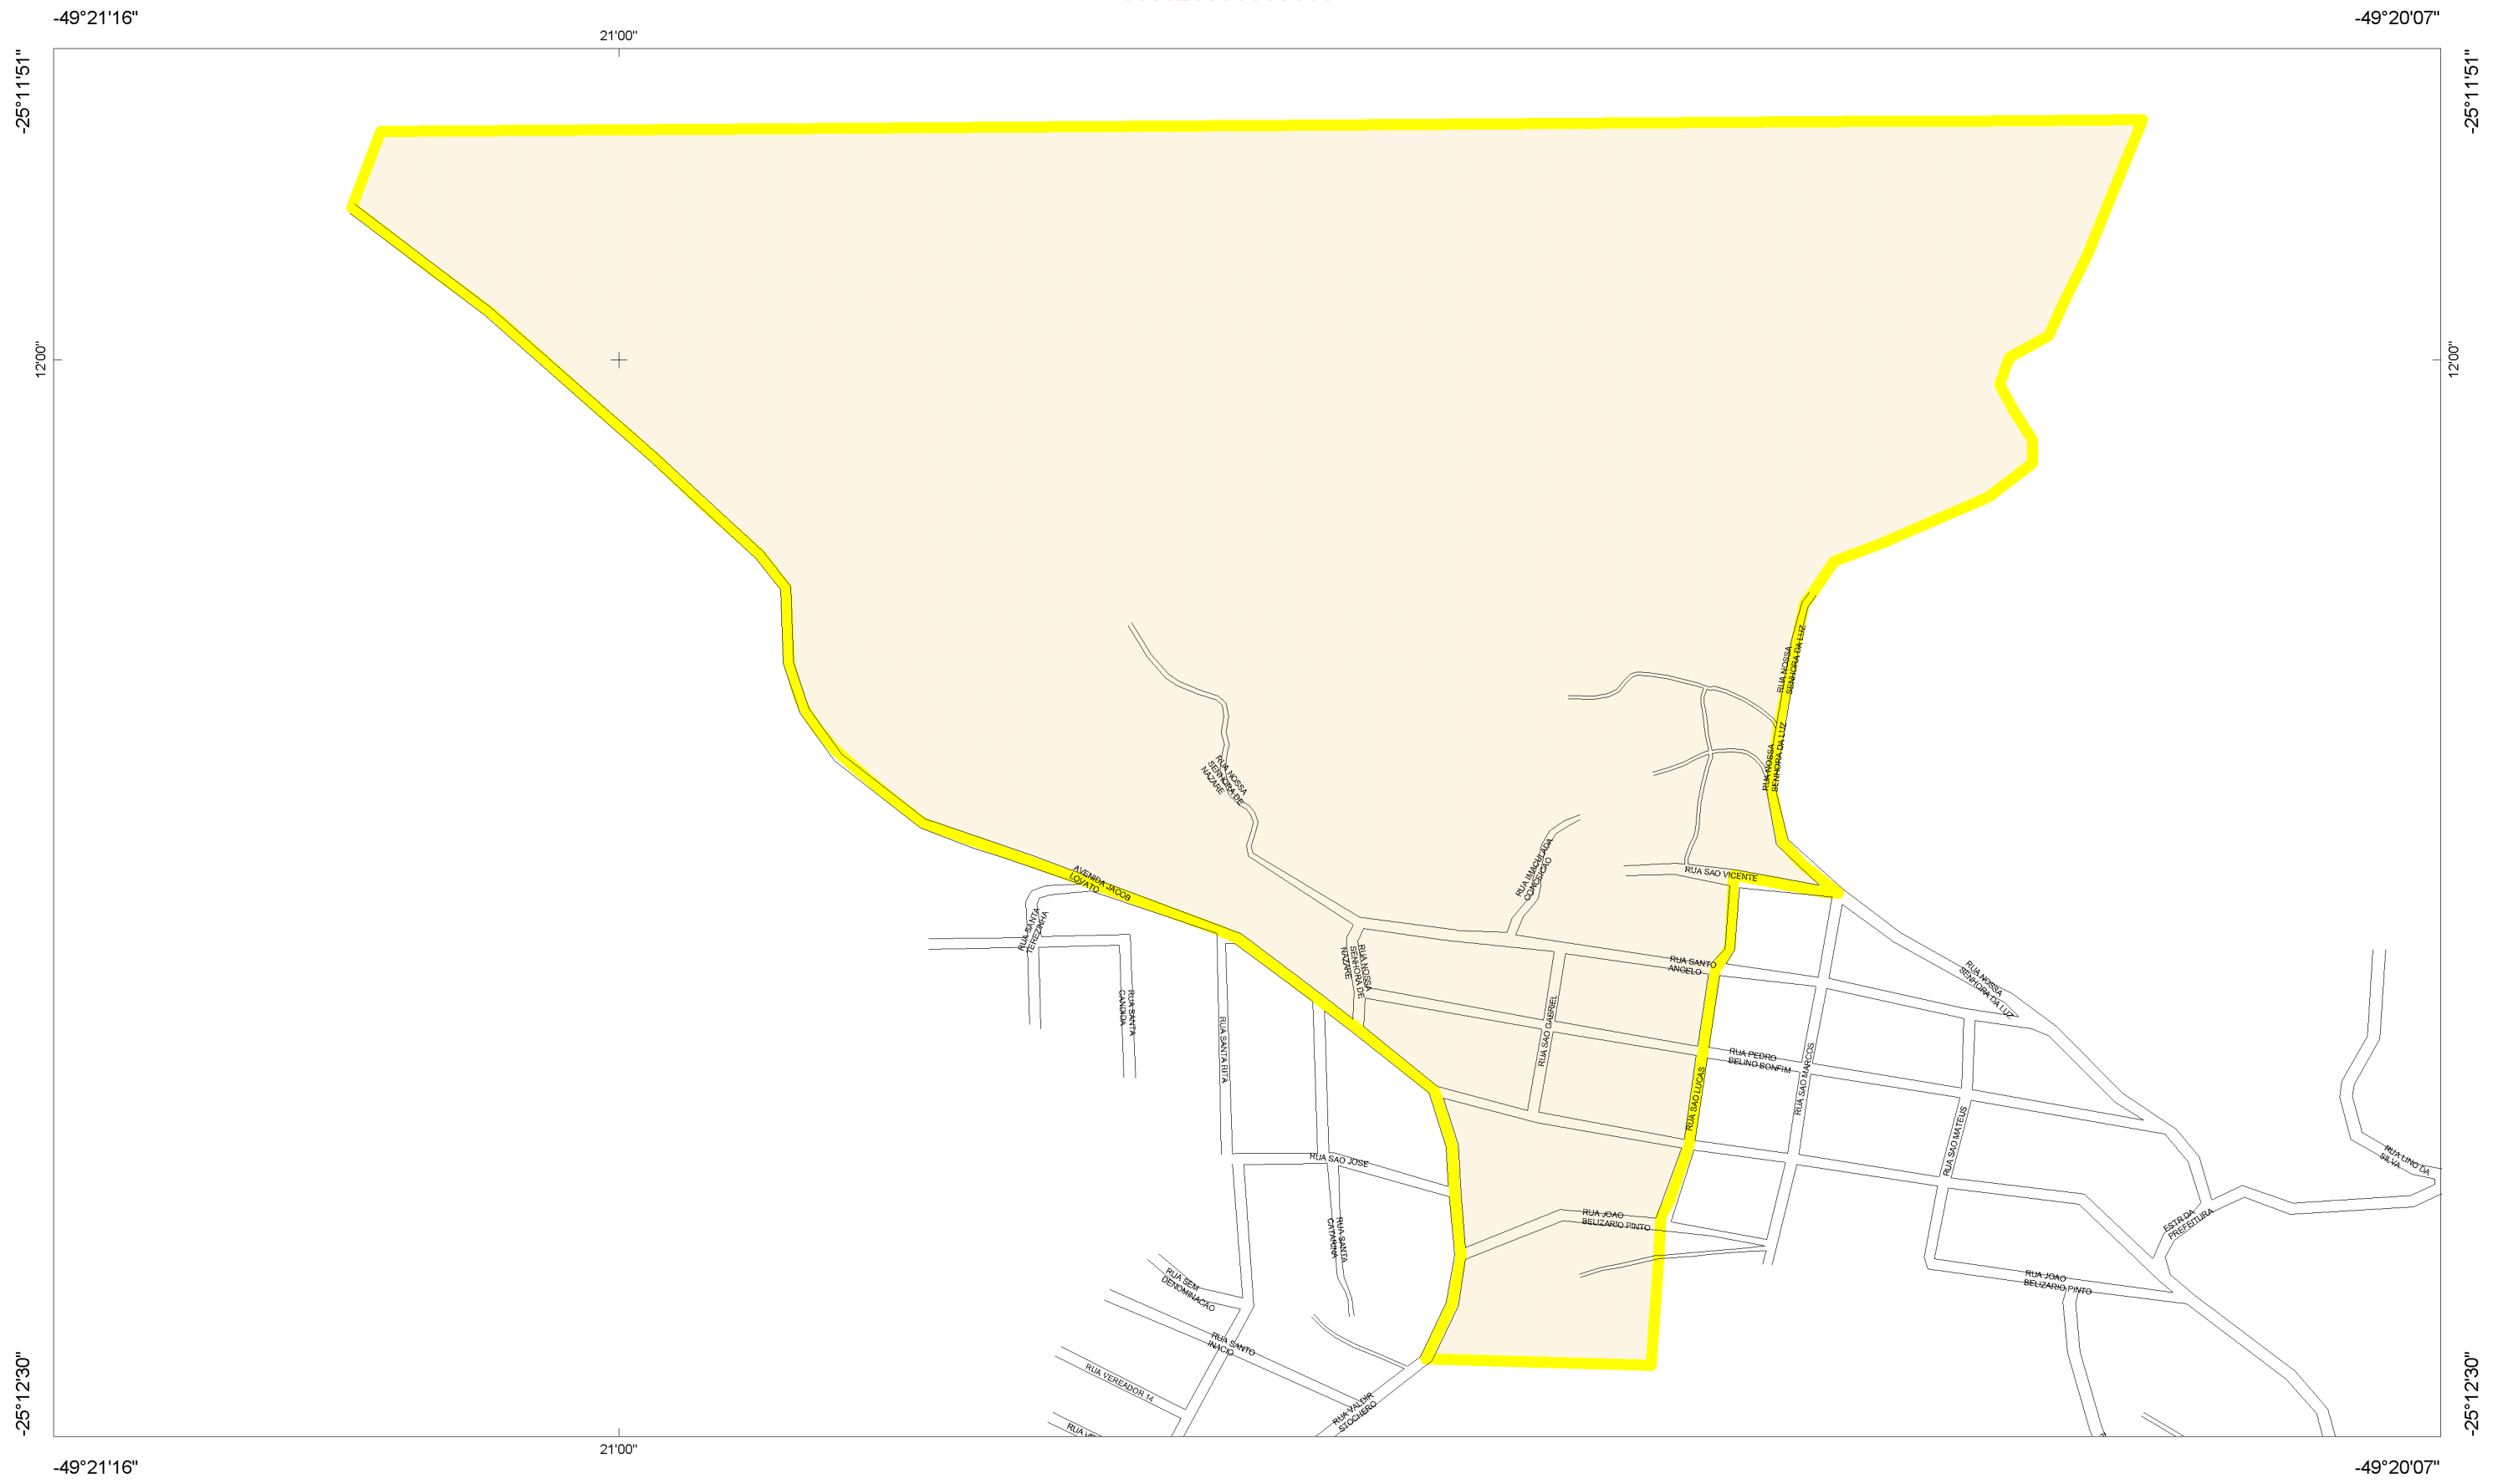 -49°21'16"
-49°20'07"
21'00"
-25°11'51"
-25°11'51"
12'00"
12'00"
RUA NOSSA
SENHORA DA LUZ
RUA NOSSA
SENHORA DA LUZ
RUA NOSSA
SENHORA DE
NAZARE
RUA IMACULADA
CONCEICAO
RUA SAO VICENTE
AVENIDA JACOB
LOVATO
RUA SANTA
TEREZINHA
RUA NOSSA
SENHORA DE
NAZARE
RUA SANTO
ANGELO
RUA NOSSA
SENHORA DA LUZ
RUA SANTA
CANDIDA
RUA SANTA RITA
RUA SAO GABRIEL
RUA PEDRO
BELINO BONFIM
RUA SAO MARCOS
RUA SAO LUCAS
RUA SAO MATEUS
RUA SAO JOSE
RUA LINO DA
SILVA
RUA JOAO
BELIZARIO PINTO
RUA SANTA
CATARINA
ESTR DA
PREFEITURA
RUA SEM
DENOMINACAO
RUA JOAO
BELIZARIO PINTO
RUA SANTO
INACIO
RUA VEREADOR 14
RUA VALDIR
STOCHERO
-25°12'30"
-25°12'30"
21'00"
-49°21'16"
-49°20'07"